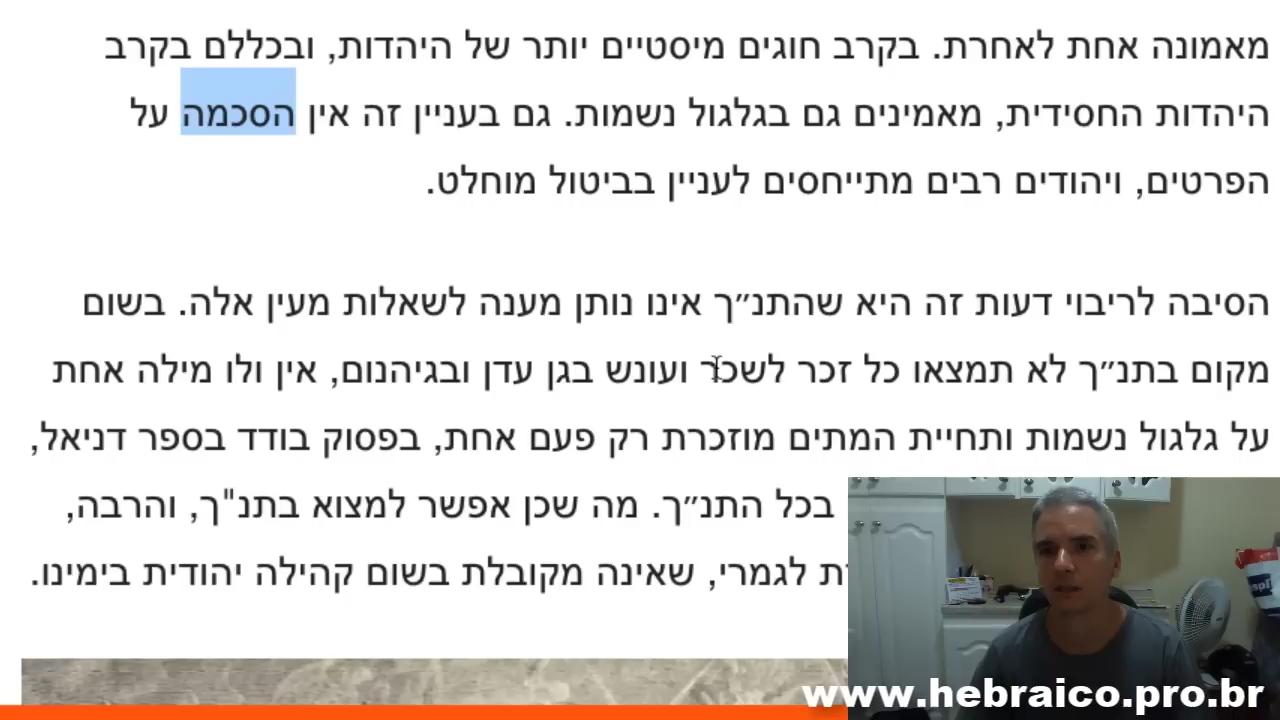 מאמונה אחת לאחרת. בקרב חוגים מיסטיים יותר של היהדות, ובכללם בקרב
היהדות החסידית, מאמינים גם בגלגול נשמות. גם בעניין זה אין הסכמה על
הפרטים, ויהודים רבים מתייחסים לעניין בביטול מוחלט.
הסיבה לריבוי דעות זה היא שהתנ״ך אינו נותן מענה לשאלות מעין אלה. בשום
מקום בתנ״ך לא תמצאו כל זכר לשכר ועונש בגן עדן ובגיהנום, אין ולו מילה אחת
על גלגול נשמות ותחיית המתים מוזכרת רק פעם אחת, בפסוק בודד בספר דניאל,
בכל התנ״ך. מה שכן אפשר למצוא בתנ"ך, והרבה,
לגמרי, שאינה מקובלת בשום קהילה יהודית בימינו.
www.hebraico.pro.br